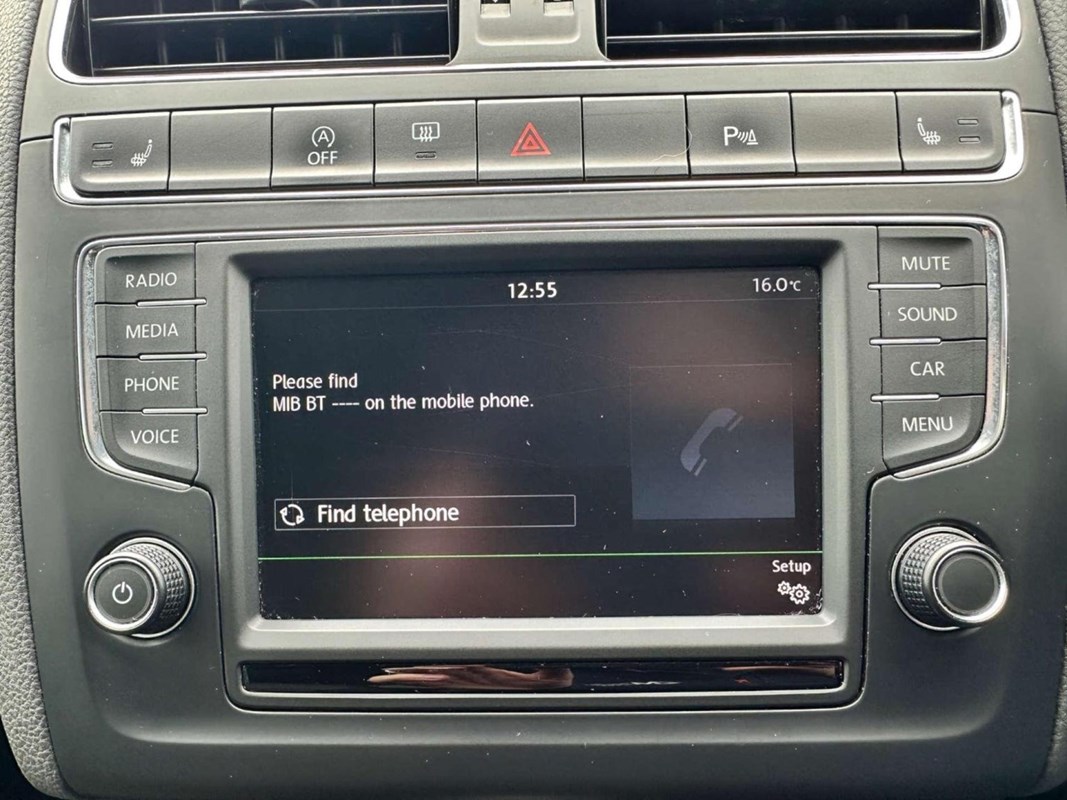 A
OFF
P
RADIO
MEDIA
PHONE
VOICE
12:55
16.0°C
Please find
MIB BT ---- on the mobile phone.
Find telephone
Setup
MUTE
SOUND
CAR
MENU